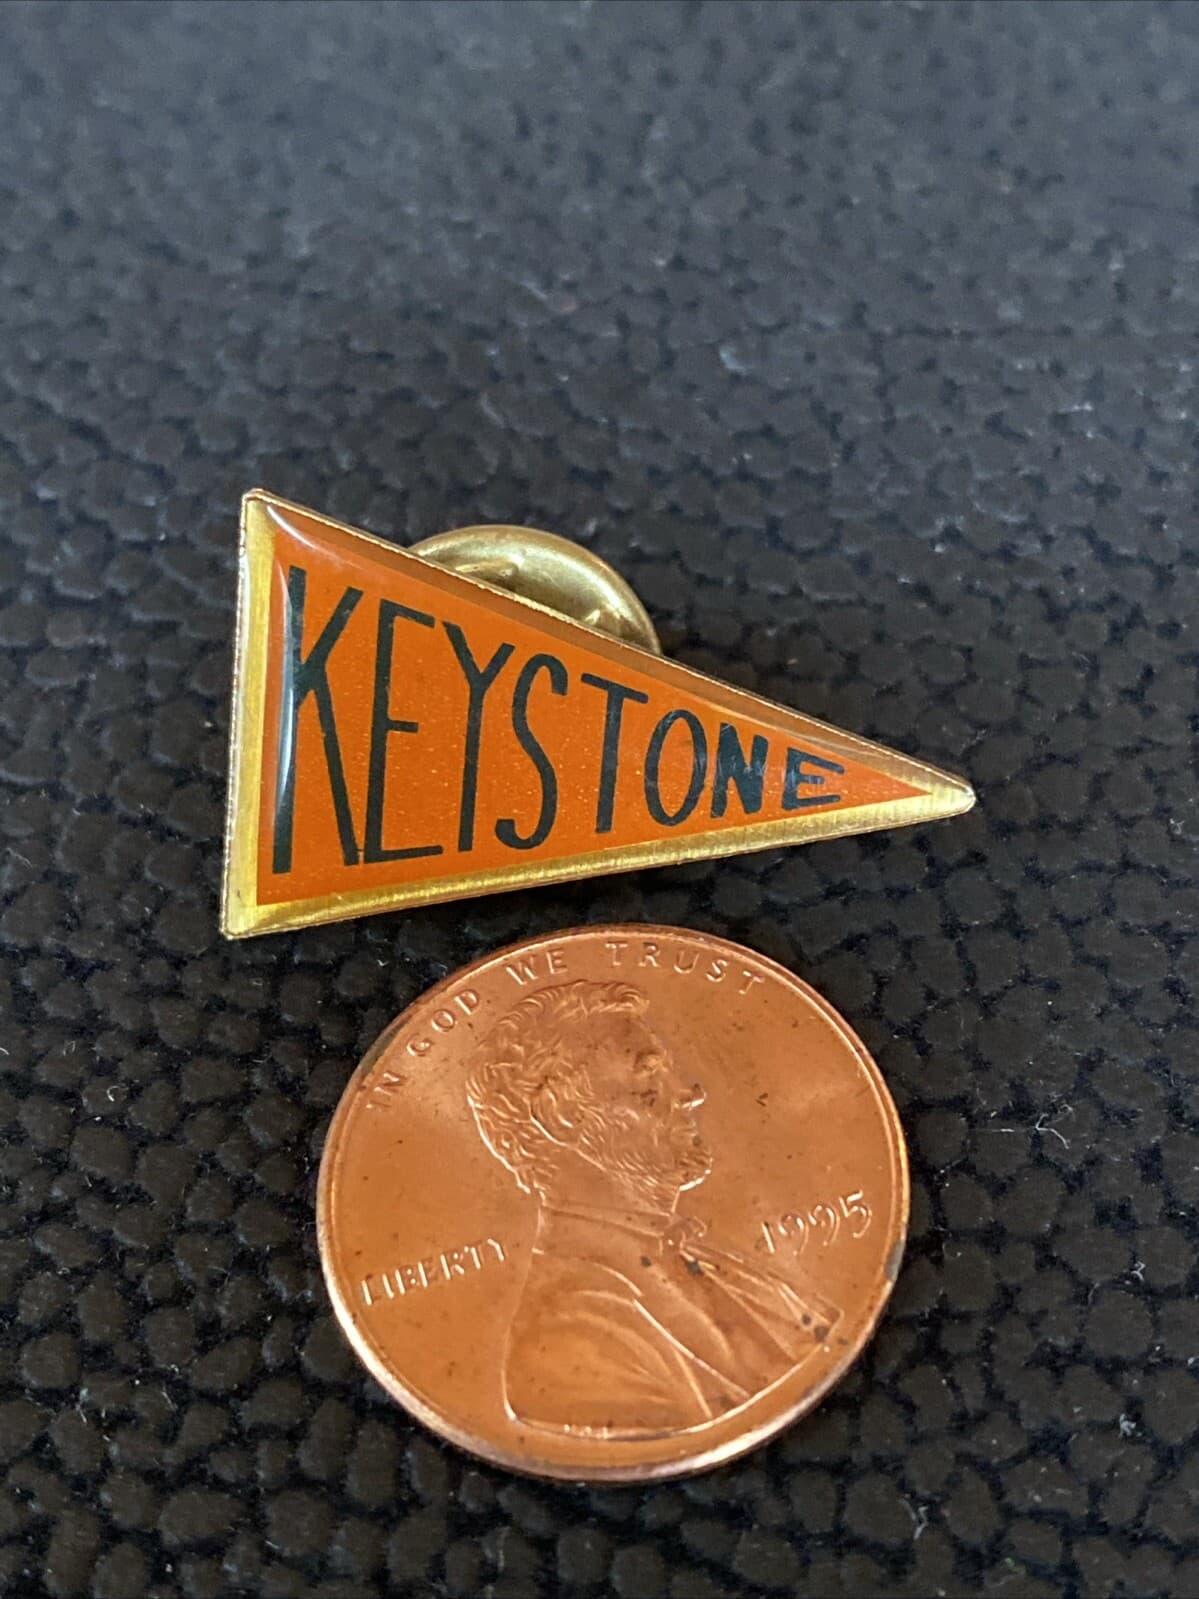 KEYSTONE
IN GOD WE TRUST
LIBERTY
1995